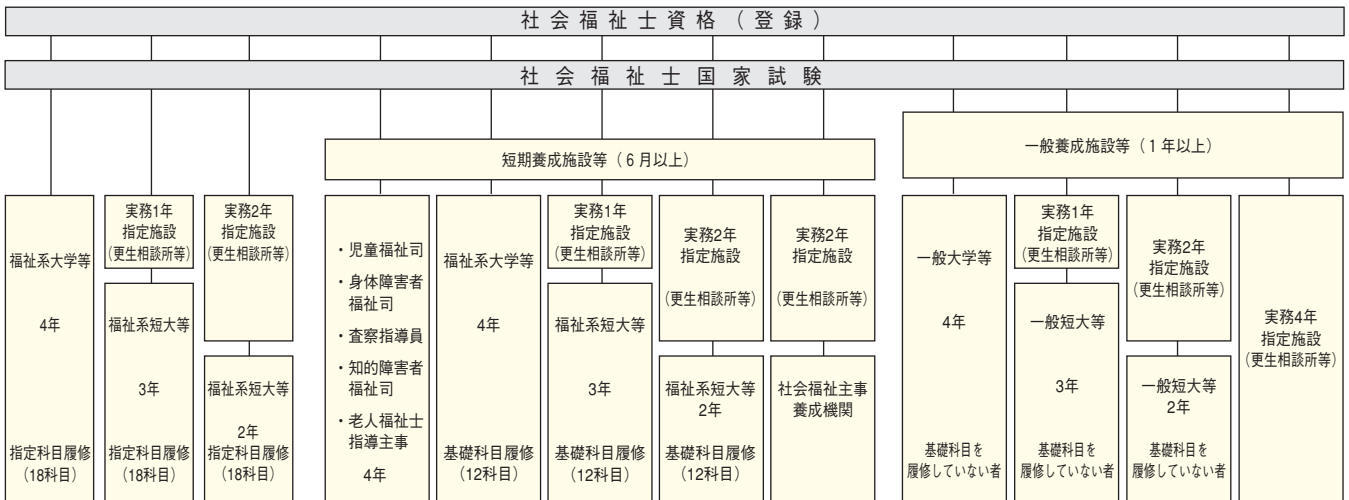 社会福祉士資格（登録）
社会福祉士国家試験
短期養成施設等（6月以上）
一般養成施設等（1年以上）
福祉系大学等
4年
指定科目履修
（18科目）
実務1年
指定施設
（更生相談所等）
福祉系短大等
3年
指定科目履修
（18科目）
実務2年
指定施設
（更生相談所等）
福祉系短大等
2年
指定科目履修
（18科目）
・児童福祉司
・身体障害者
福祉司
・査察指導員
・知的障害者
福祉司
・老人福祉士
指導主事
4年
福祉系大学等
4年
基礎科目履修
（12科目）
実務1年
指定施設
（更生相談所等）
福祉系短大等
3年
基礎科目履修
（12科目）
実務2年
指定施設
（更生相談所等）
福祉系短大等
2年
基礎科目履修
（12科目）
実務2年
指定施設
（更生相談所等）
社会福祉主事
養成機関
一般大学等
4年
基礎科目を
履修していない者
実務1年
指定施設
（更生相談所等）
一般短大等
3年
基礎科目を
履修していない者
実務2年
指定施設
（更生相談所等）
一般短大等
2年
基礎科目を
履修していない者
実務4年
指定施設
（更生相談所等）